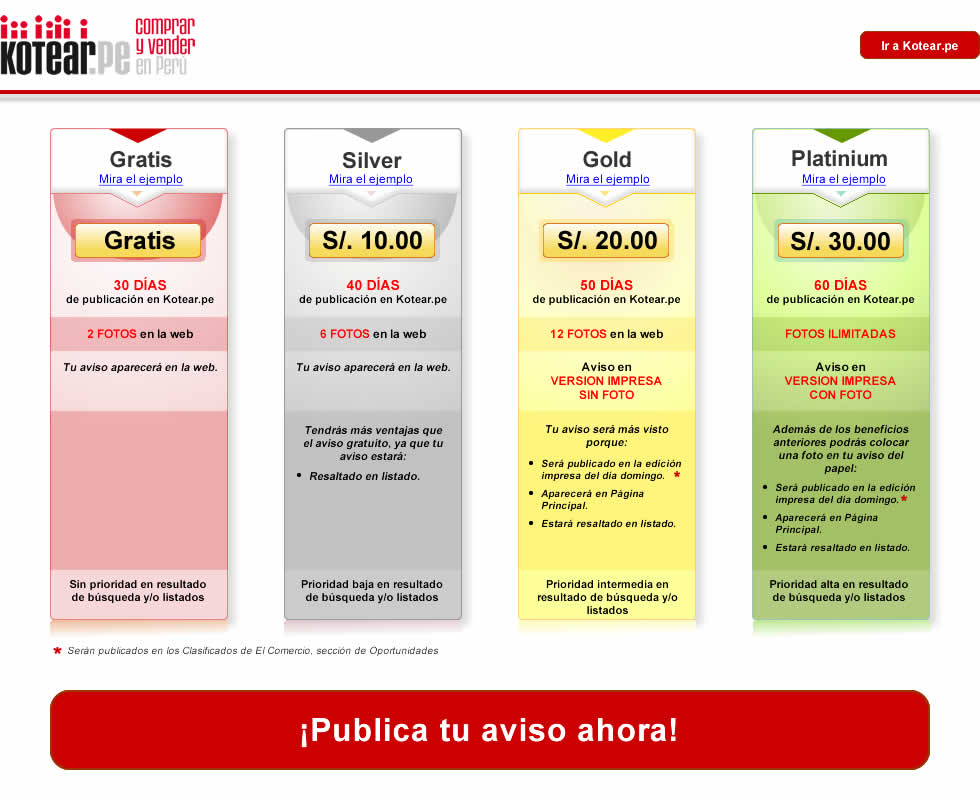 KOTEAR.PE
comprar
y vender
en Perú
Ir a Kotear.pe
Gratis
Mira el ejemplo
Gratis
30 DÍAS
de publicación en Kotear.pe
2 FOTOS en la web
Tu aviso aparecerá en la web.
Sin prioridad en resultado
de búsqueda y/o listados
Silver
Mira el ejemplo
S/. 10.00
40 DÍAS
de publicación en Kotear.pe
6 FOTOS en la web
Tu aviso aparecerá en la web.
Tendrás más ventajas que
el aviso gratuito, ya que tu
aviso estará:
• Resaltado en listado.
Prioridad baja en resultado
de búsqueda y/o listados
Gold
Mira el ejemplo
S/. 20.00
50 DÍAS
de publicación en Kotear.pe
12 FOTOS en la web
Aviso en
VERSION IMPRESA
SIN FOTO
Tu aviso será más visto
porque:
• Será publicado en la edición
impresa del dia domingo. *
• Aparecerá en Página
Principal.
• Estará resaltado en listado.
Prioridad intermedia en
resultado de búsqueda y/o
listados
Platinium
Mira el ejemplo
S/. 30.00
60 DÍAS
de publicación en Kotear.pe
FOTOS ILIMITADAS
Aviso en
VERSION IMPRESA
CON FOTO
Además de los beneficios
anteriores podrás colocar
una foto en tu aviso del
papel:
• Será publicado en la edición
impresa del dia domingo. *
• Aparecerá en Página
Principal.
• Estará resaltado en listado.
Prioridad alta en resultado
de búsqueda y/o listados
* Serán publicados en los Clasificados de El Comercio, sección de Oportunidades
¡Publica tu aviso ahora!